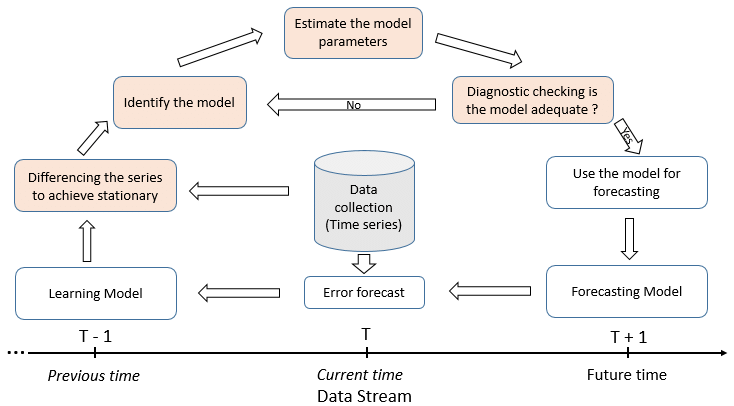 Estimate the model
parameters
Identify the model
No
Diagnostic checking is
the model adequate ?
Yes
Differencing the series
to achieve stationary
Data
collection
(Time series)
Use the model for
forecasting
Learning Model
Error forecast
Forecasting Model
T - 1
T
T + 1
...
Previous time
Current time
Future time
Data Stream